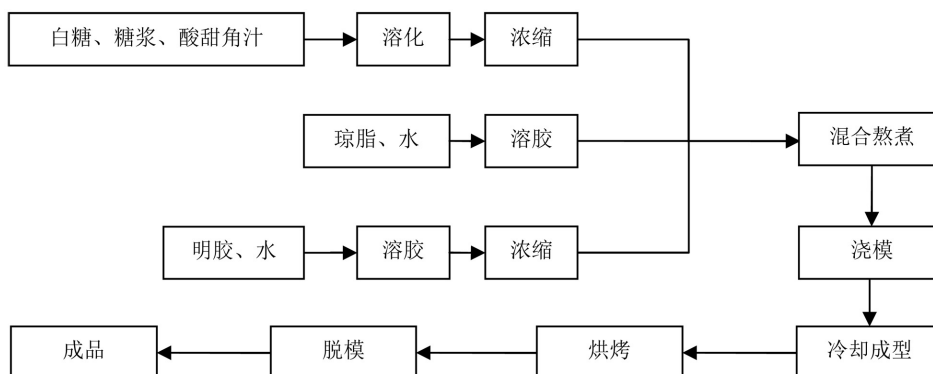 白糖、糖浆、酸甜角汁
溶化
浓缩
琼脂、水
溶胶
混合熬煮
明胶、水
溶胶
浓缩
浇模
成品
脱模
烘烤
冷却成型